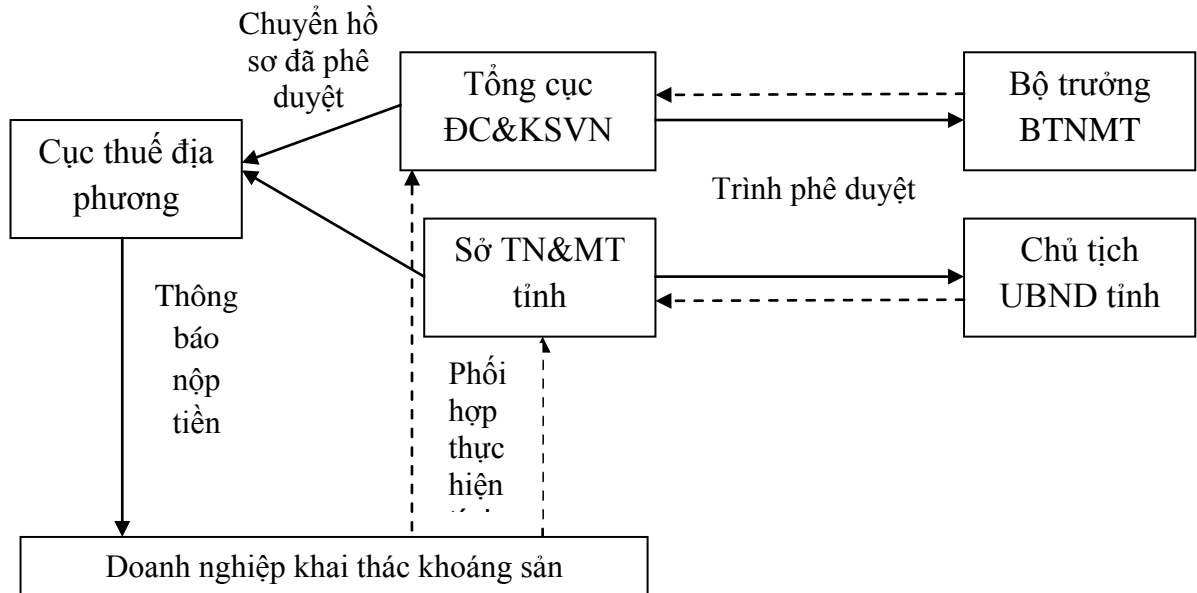 Chuyển hồ
sơ đã phê
duyệt
Tổng cục
ĐC&KSVN
Bộ trưởng
BTNMT
Cục thuế địa
phương
Trình phê duyệt
Sở TN&MT
tỉnh
Chủ tịch
UBND tỉnh
Thông
báo
nộp
tiền
Phối
hợp
thực
hiện
Doanh nghiệp khai thác khoáng sản